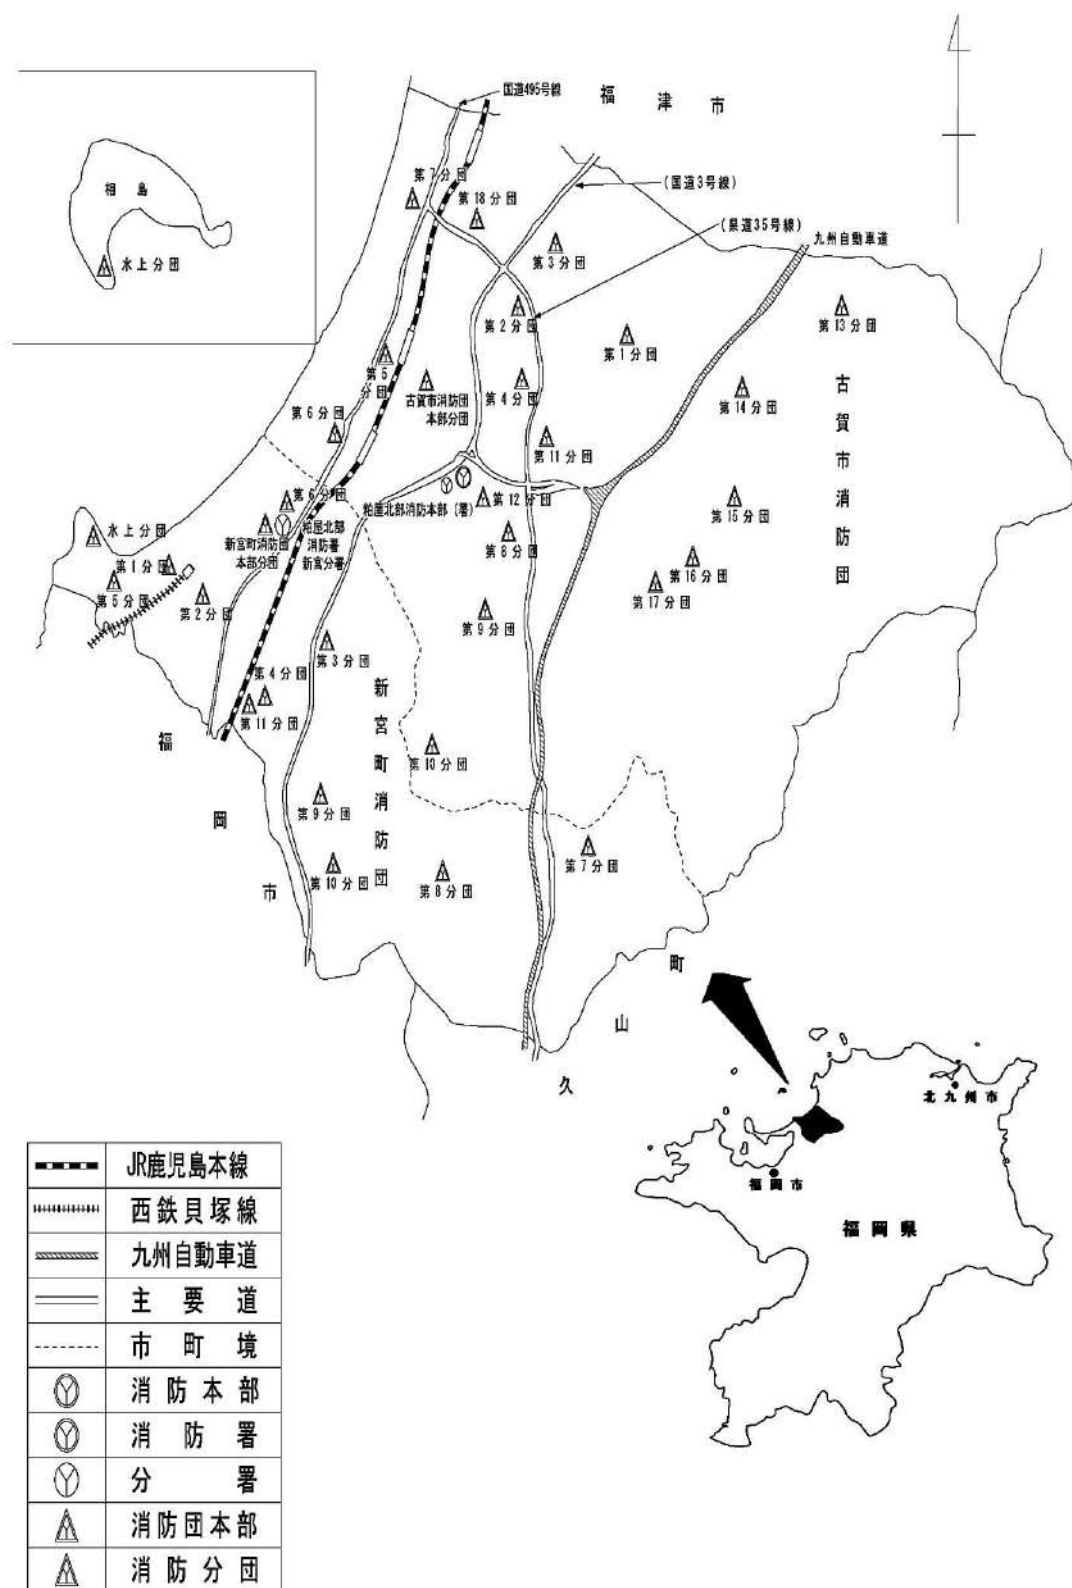 国道495号線
福津市
第7分団
第18分団
(国道3号線)
相島
水上分団
(県道35号線)
九州自動車道
第3分団
第2分団
第13分団
第1分団
第5分団
第4分団
第14分団
古賀市消防団
古賀市消防団
本部分団
第6分団
第11分団
第6分団
粕屋北部消防本部(署)
第12分団
第15分団
水上分団
新宮町消防団
本部分団
粕屋北部
消防署
新宮分署
第8分団
第1分団
第5分団
第2分団
第16分団
第17分団
第9分団
第3分団
第4分団
第11分団
新宮町消防団
福岡市
第10分団
第9分団
第10分団
第8分団
第7分団
久山町
北九州市
福岡市
福岡県
JR鹿児島本線
西鉄貝塚線
九州自動車道
主要道
市町境
消防本部
消防署
分署
消防団本部
消防分団